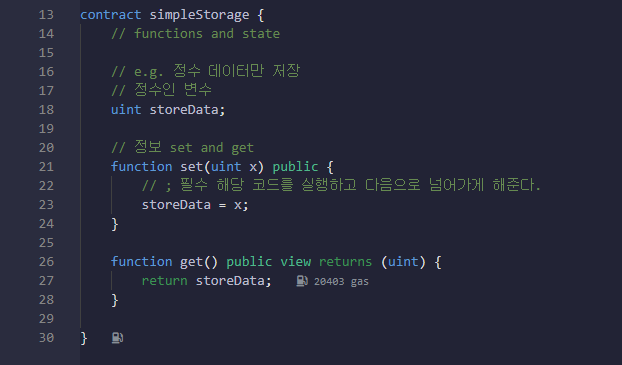 13 contract simpleStorage {
14 // functions and state
15
16 // e.g. 정수 데이터만 저장
17 // 정수인 변수
18 uint storeData;
19
20 // 정보 set and get
21 function set(uint x) public {
22 // ; 필수 해당 코드를 실행하고 다음으로 넘어가게 해준다.
23 storeData = x;
24 }
25
26 function get() public view returns (uint) {
27 return storeData; 20403 gas
28 }
29
30 }